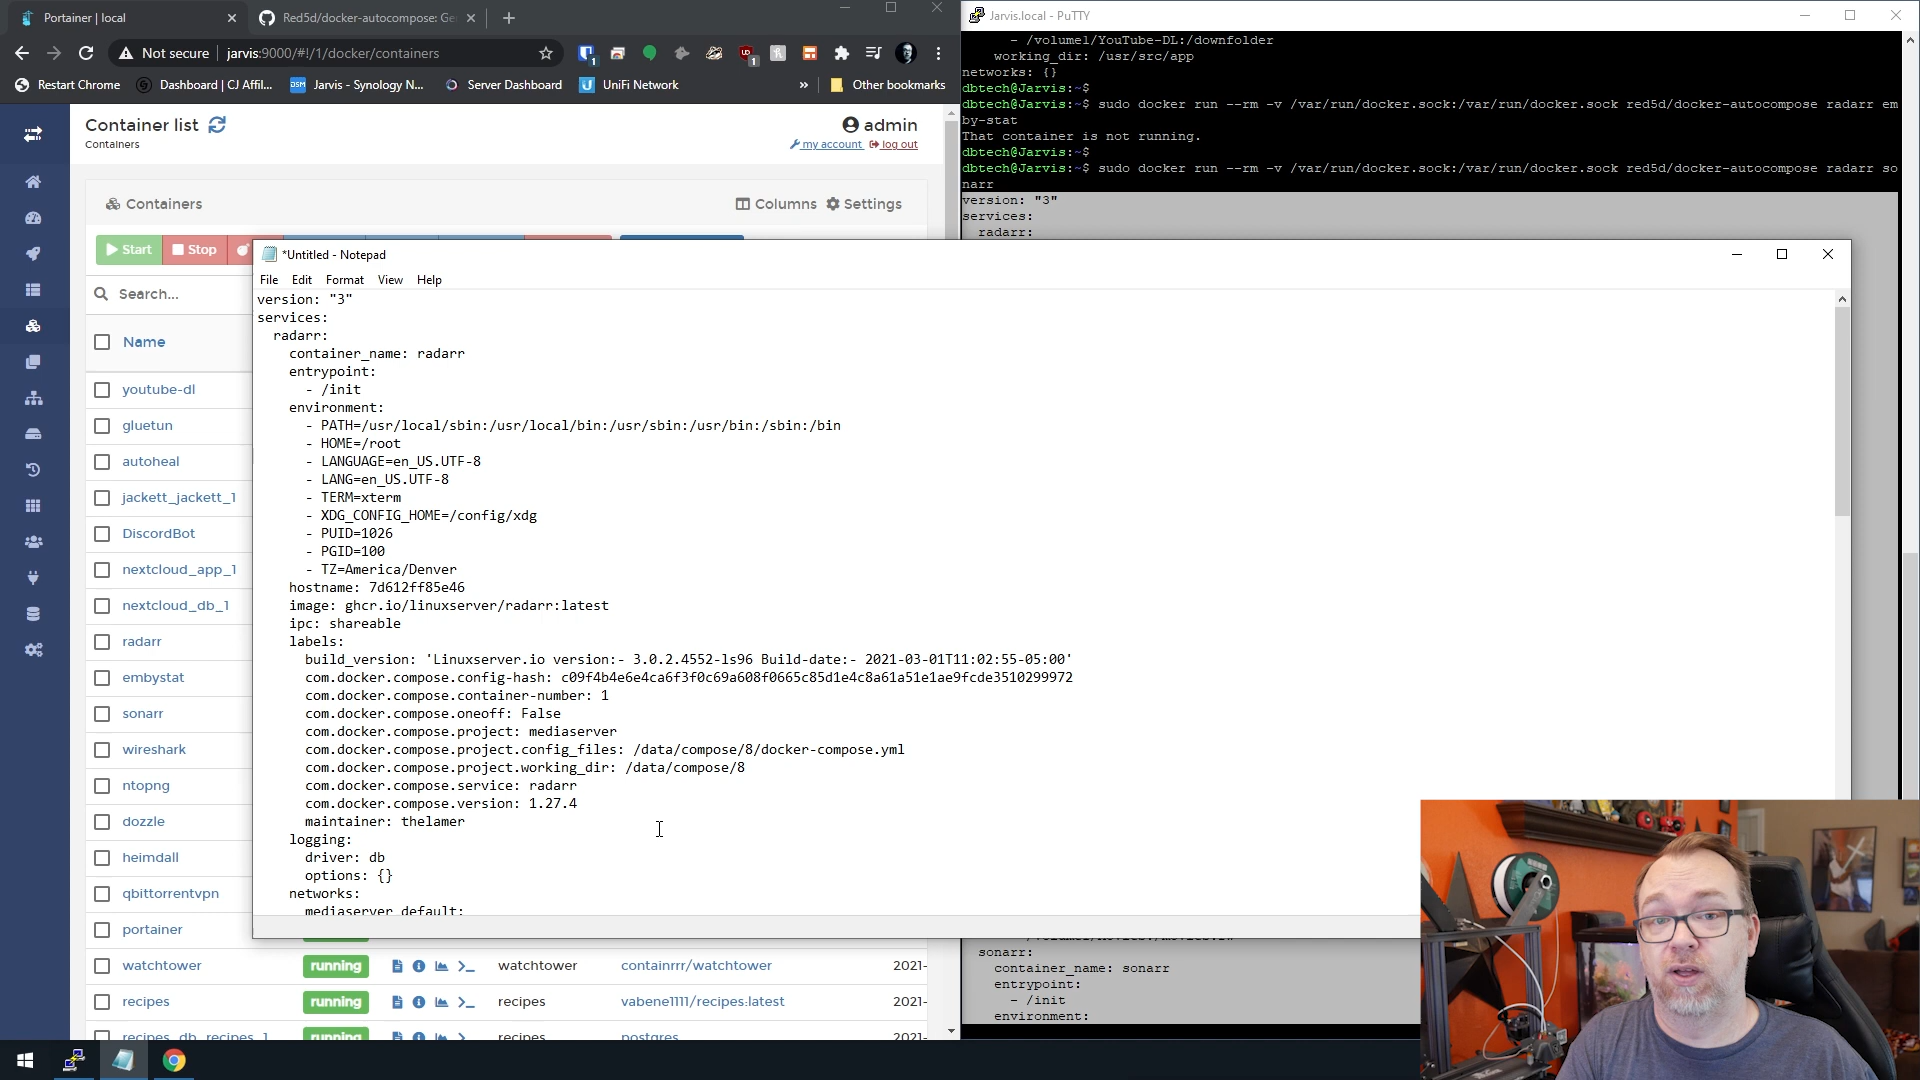 Portainer | local
Red5d/docker-autocompose: Ge
Not secure
jarvis:9000/#!/1/docker/containers
Restart Chrome
Dashboard | CJ Affil...
DSM
Jarvis - Synology N...
Server Dashboard
UniFi Network
»
Other bookmarks
Container list
Containers
admin
my account
log out
Containers
Columns
Settings
Start
Stop
Search...
Name
youtube-dl
gluetun
autoheal
jackett_jackett_1
DiscordBot
nextcloud_app_1
nextcloud_db_1
radarr
embystat
sonarr
wireshark
ntopng
dozzle
heimdall
qbittorrentvpn
portainer
watchtower running watchtower containrrr/watchtower 2021-
recipes running recipes vabene1111/recipes:latest 2021-
recipes_db_recipes_1 running recipes postgres 2021-
*Untitled - Notepad
File Edit Format View Help
version: "3"
services:
radarr:
container_name: radarr
entrypoint:
- /init
environment:
- PATH=/usr/local/sbin:/usr/local/bin:/usr/sbin:/usr/bin:/sbin:/bin
- HOME=/root
- LANGUAGE=en_US.UTF-8
- LANG=en_US.UTF-8
- TERM=xterm
- XDG_CONFIG_HOME=/config/xdg
- PUID=1026
- PGID=100
- TZ=America/Denver
hostname: 7d612ff85e46
image: ghcr.io/linuxserver/radarr:latest
ipc: shareable
labels:
build_version: 'Linuxserver.io version:- 3.0.2.4552-ls96 Build-date:- 2021-03-01T11:02:55-05:00'
com.docker.compose.config-hash: c09f4b4e6e4ca6f3f0c69a608f0665c85d1e4c8a61a51e1ae9fcde3510299972
com.docker.compose.container-number: 1
com.docker.compose.oneoff: False
com.docker.compose.project: mediaserver
com.docker.compose.project.config_files: /data/compose/8/docker-compose.yml
com.docker.compose.project.working_dir: /data/compose/8
com.docker.compose.service: radarr
com.docker.compose.version: 1.27.4
maintainer: thelamer
logging:
driver: db
options: {}
networks:
mediaserver_default:
Jarvis.local - PuTTY
- /volume1/YouTube-DL:/downfolder
working_dir: /usr/src/app
networks: {}
dbtech@Jarvis:~$
dbtech@Jarvis:~$ sudo docker run --rm -v /var/run/docker.sock:/var/run/docker.sock red5d/docker-autocompose radarr em
by-stat
That container is not running.
dbtech@Jarvis:~$
dbtech@Jarvis:~$ sudo docker run --rm -v /var/run/docker.sock:/var/run/docker.sock red5d/docker-autocompose radarr so
narr
version: "3"
services:
radarr:
sonarr:
container_name: sonarr
entrypoint:
- /init
environment: